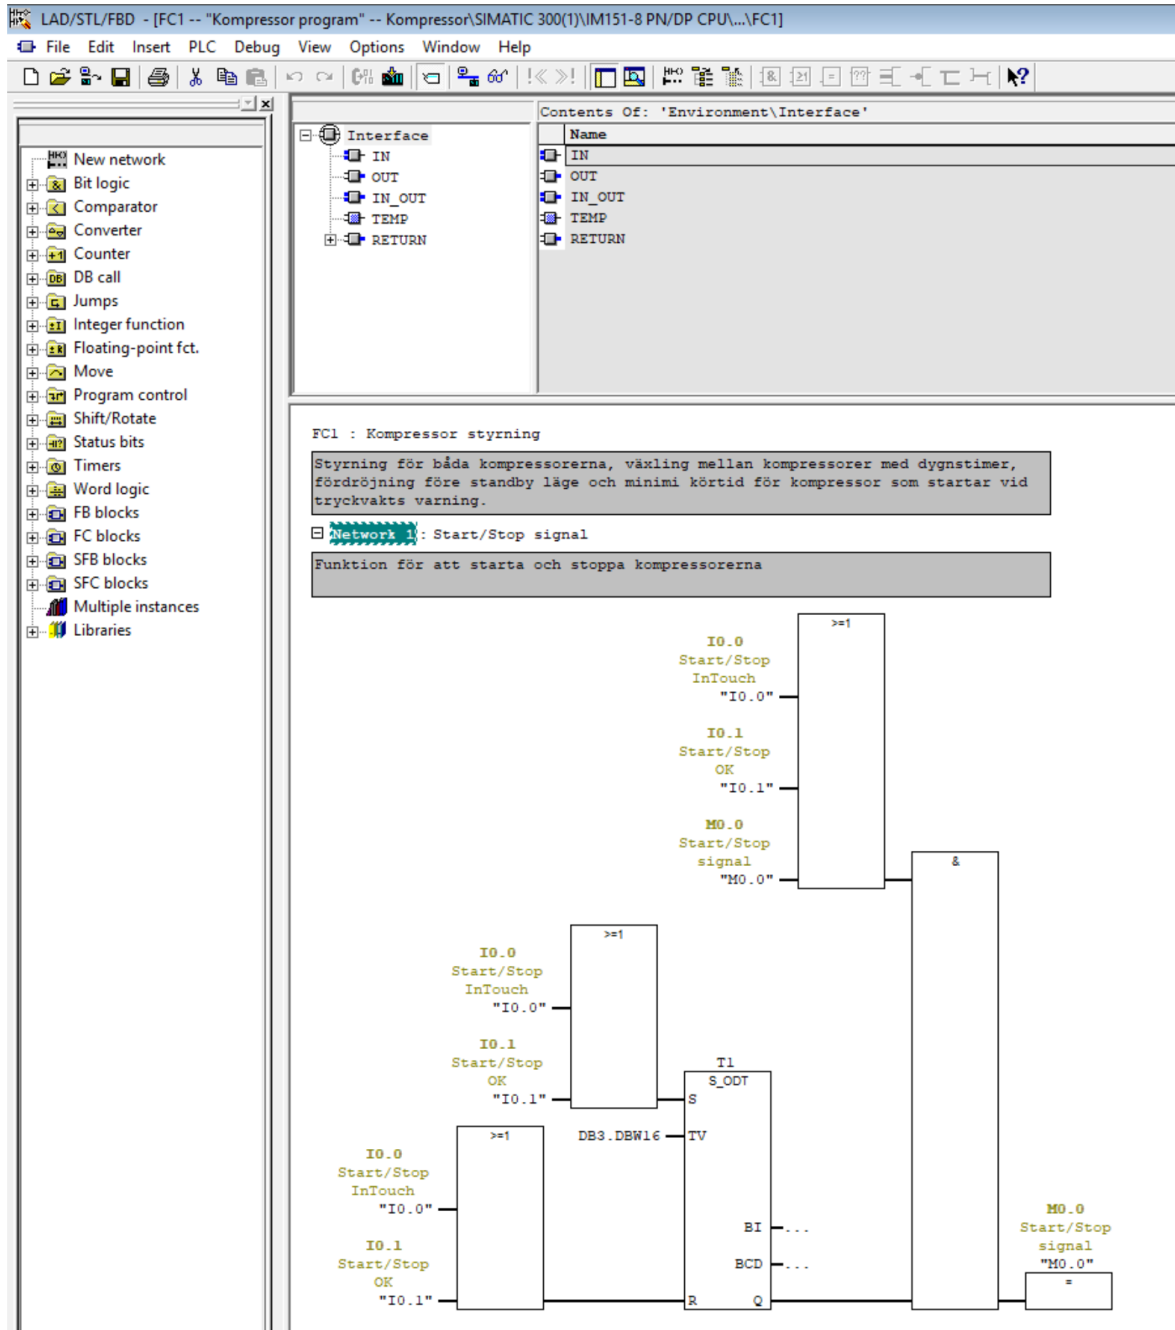 LAD/STL/FBD - [FC1 -- "Kompressor program" -- Kompressor\SIMATIC 300(1)\IM151-8 PN/DP CPU\...\FC1]
File Edit Insert PLC Debug View Options Window Help
New network
Bit logic
Comparator
Converter
Counter
DB call
Jumps
Integer function
Floating-point fct.
Move
Program control
Shift/Rotate
Status bits
Timers
Word logic
FB blocks
FC blocks
SFB blocks
SFC blocks
Multiple instances
Libraries
Interface
IN
OUT
IN_OUT
TEMP
RETURN
Contents Of: 'Environment\Interface'
Name
IN
OUT
IN_OUT
TEMP
RETURN
FC1 : Kompressor styrning
Styrning för båda kompressorerna, växling mellan kompressorer med dygnstimer,
fördröjning före standby läge och minimi körtid för kompressor som startar vid
tryckvakts varning.
Network 1: Start/Stop signal
Funktion för att starta och stoppa kompressorerna
>=1
I0.0
Start/Stop
InTouch
"I0.0"
I0.1
Start/Stop
OK
"I0.1"
M0.0
Start/Stop
signal
"M0.0"
&
>=1
I0.0
Start/Stop
InTouch
"I0.0"
I0.1
Start/Stop
OK
"I0.1"
T1
S_ODT
S
DB3.DBW16
TV
>=1
I0.0
Start/Stop
InTouch
"I0.0"
I0.1
Start/Stop
OK
"I0.1"
BI
...
BCD
...
R
Q
M0.0
Start/Stop
signal
"M0.0"
=